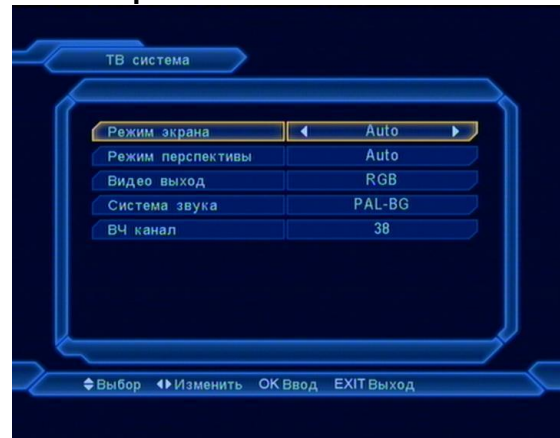 ТВ система
Режим экрана Auto
Режим перспективы Auto
Видео выход RGB
Система звука PAL-BG
ВЧ канал 38
Выбор Изменить OK Ввод EXIT Выход